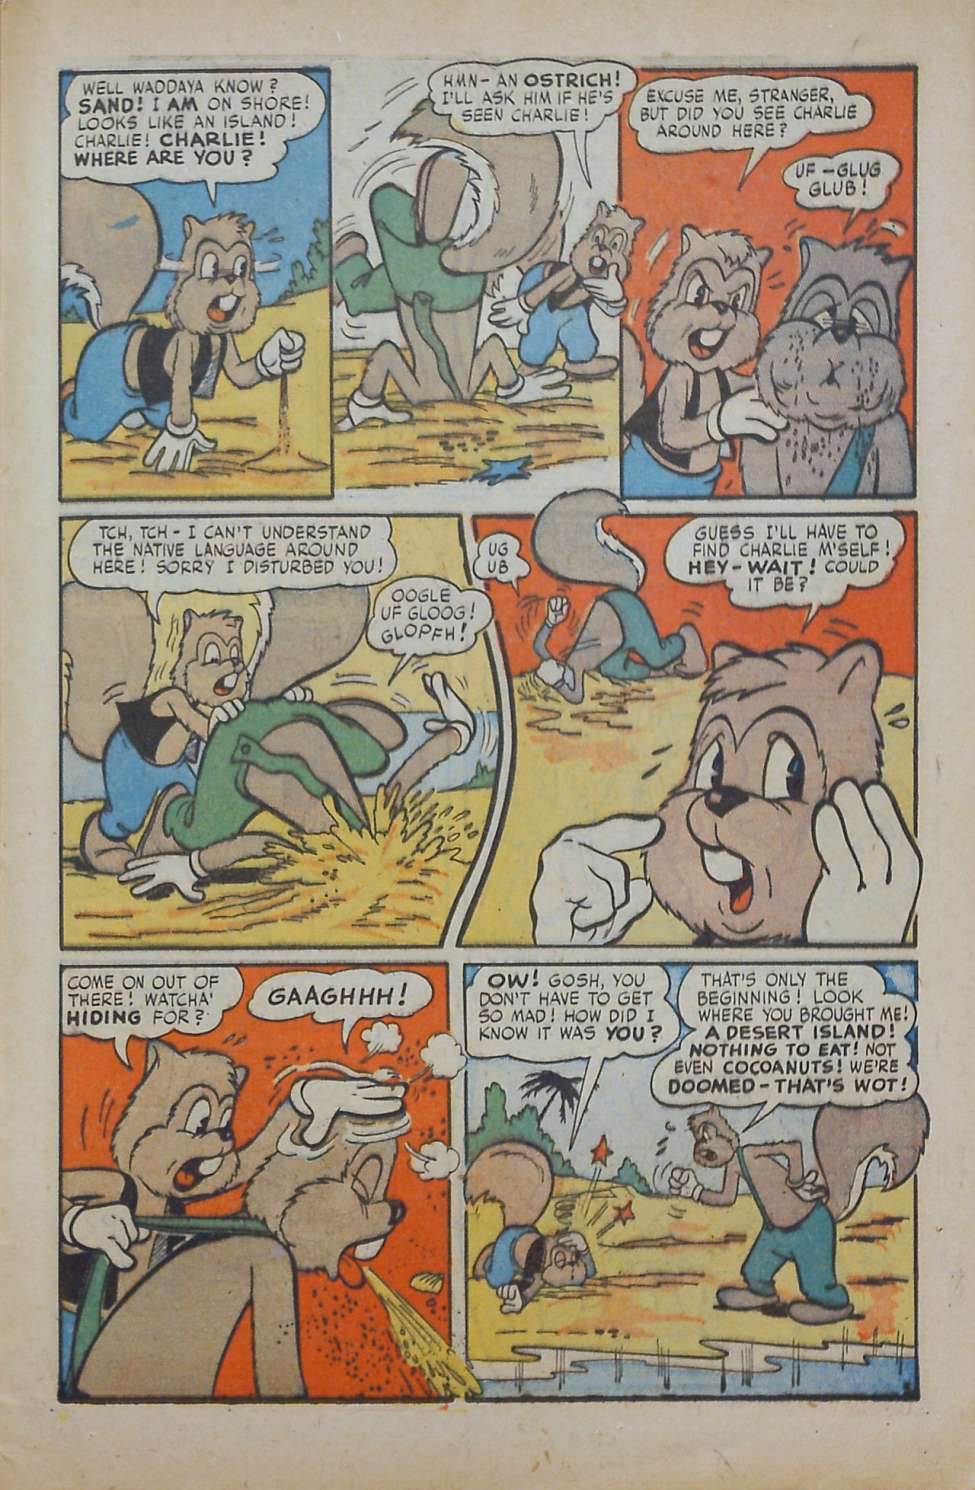 WELL WADDAYA KNOW?
SAND! I AM ON SHORE!
LOOKS LIKE AN ISLAND!
CHARLIE! CHARLIE!
WHERE ARE YOU?
HMN- AN OSTRICH!
I'LL ASK HIM IF HE'S
SEEN CHARLIE!
EXCUSE ME, STRANGER,
BUT DID YOU SEE CHARLIE
AROUND HERE?
UF -GLUG
GLUB!
TCH, TCH - I CAN'T UNDERSTAND
THE NATIVE LANGUAGE AROUND
HERE! SORRY I DISTURBED YOU!
OOGLE
UF GLOOG!
GLOPFH!
UG
UB
GUESS I'LL HAVE TO
FIND CHARLIE M'SELF!
HEY-WAIT! COULD
IT BE?
COME ON OUT OF
THERE! WATCHA'
HIDING FOR?
GAAGHHH!
OW! GOSH, YOU
DON'T HAVE TO GET
SO MAD! HOW DID I
KNOW IT WAS YOU?
THAT'S ONLY THE
BEGINNING! LOOK
WHERE YOU BROUGHT ME!
A DESERT ISLAND!
NOTHING TO EAT! NOT
EVEN COCOANUTS! WE'RE
DOOMED-THAT'S WOT!